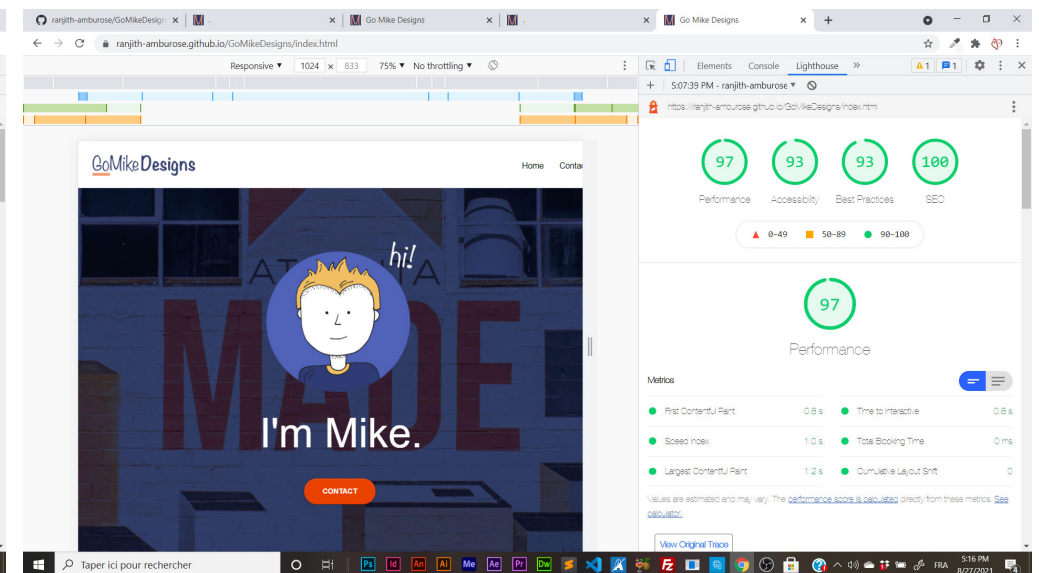 ranjith-amburose/GoMikeDesign
Go Mike Designs
Go Mike Designs
ranjith-amburose.github.io/GoMikeDesigns/index.html
Responsive ▼ 1024 × 833 75% ▼ No throttling ▼
Elements Console Lighthouse » 1 1
+ 5:07:39 PM - ranjith-amburose ▼
https://ranjith-amburose.github.io/GoMikeDesigns/index.html
GoMikeDesigns
Home Contac
hi!
MADE
I'm Mike.
CONTACT
97 93 93 100
Performance Accessibility Best Practices SEO
0-49 50-89 90-100
97
Performance
Metrics
First Contentful Paint 0.8 s Time to Interactive 0.8 s
Speed Index 1.0 s Total Blocking Time 0 ms
Largest Contentful Paint 1.2 s Cumulative Layout Shift 0
Values are estimated and may vary. The performance score is calculated directly from these metrics. See
calculator.
View Original Trace
Taper ici pour rechercher
Ps Id An Ai Me Ae Pr Dw
FRA 5:16 PM
8/27/2021